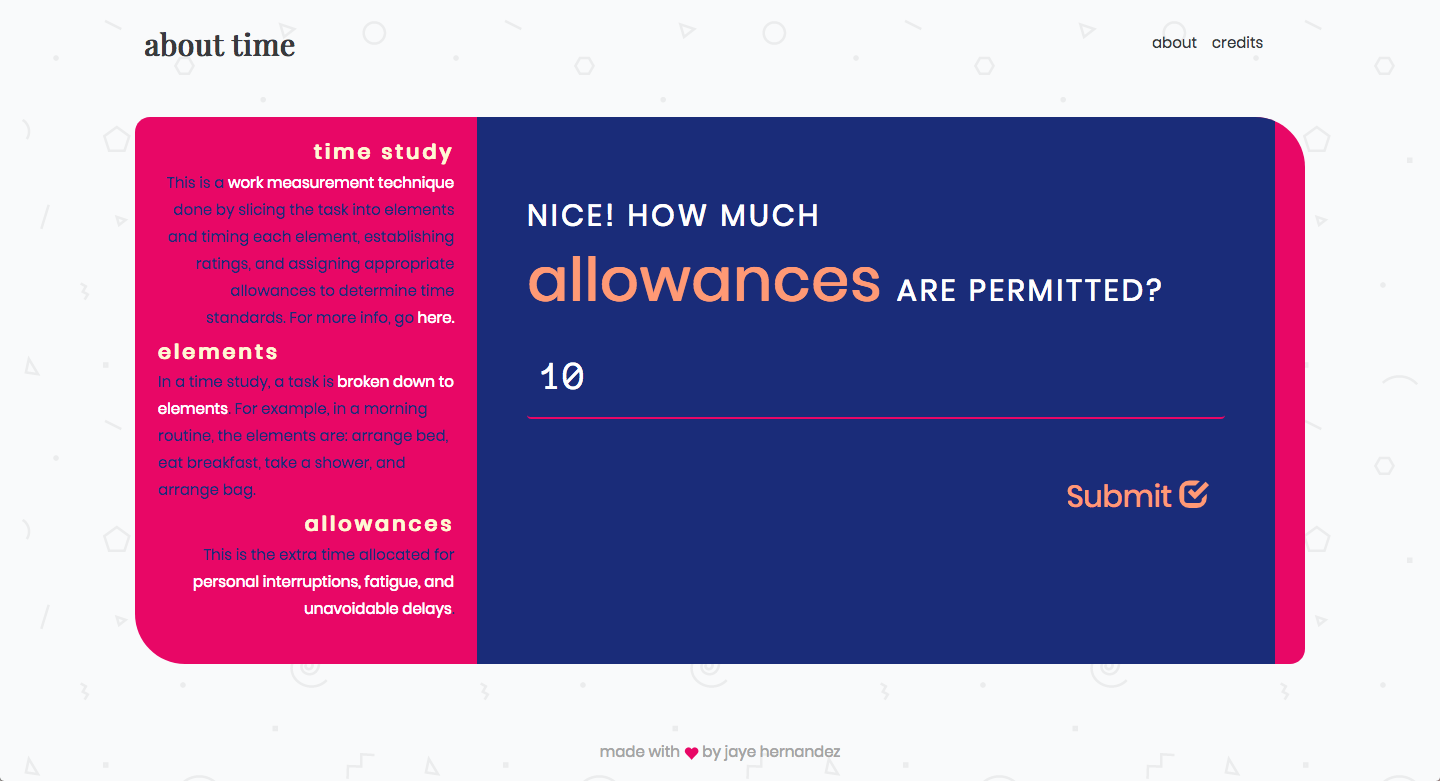 about time
about credits
time study
This is a work measurement technique
done by slicing the task into elements
and timing each element, establishing
ratings, and assigning appropriate
allowances to determine time
standards. For more info, go here.
elements
In a time study, a task is broken down to
elements. For example, in a morning
routine, the elements are: arrange bed,
eat breakfast, take a shower, and
arrange bag.
allowances
This is the extra time allocated for
personal interruptions, fatigue, and
unavoidable delays.
NICE! HOW MUCH
allowances ARE PERMITTED?
10
Submit
made with by jaye hernandez